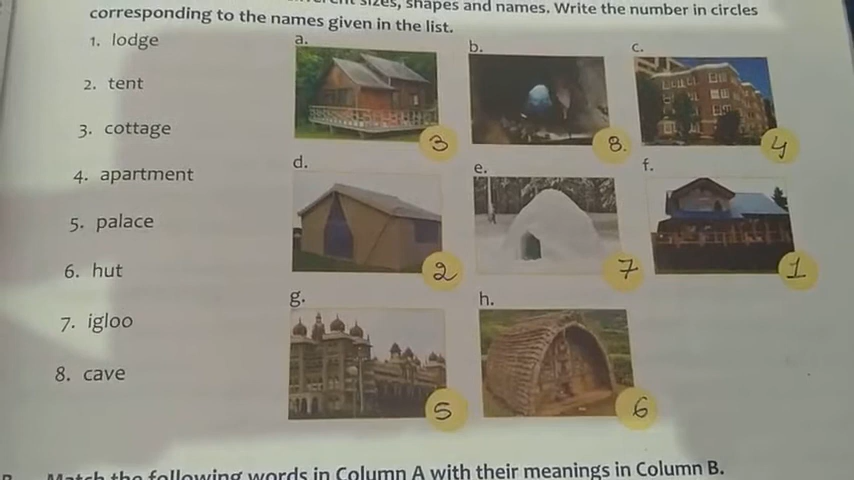 sizes, shapes and names. Write the number in circles
corresponding to the names given in the list.
1. lodge
2. tent
3. cottage
4. apartment
5. palace
6. hut
7. igloo
8. cave
a.
3
b.
8.
c.
4
d.
2
e.
7
f.
1
g.
5
h.
6
Match the following words in Column A with their meanings in Column B.